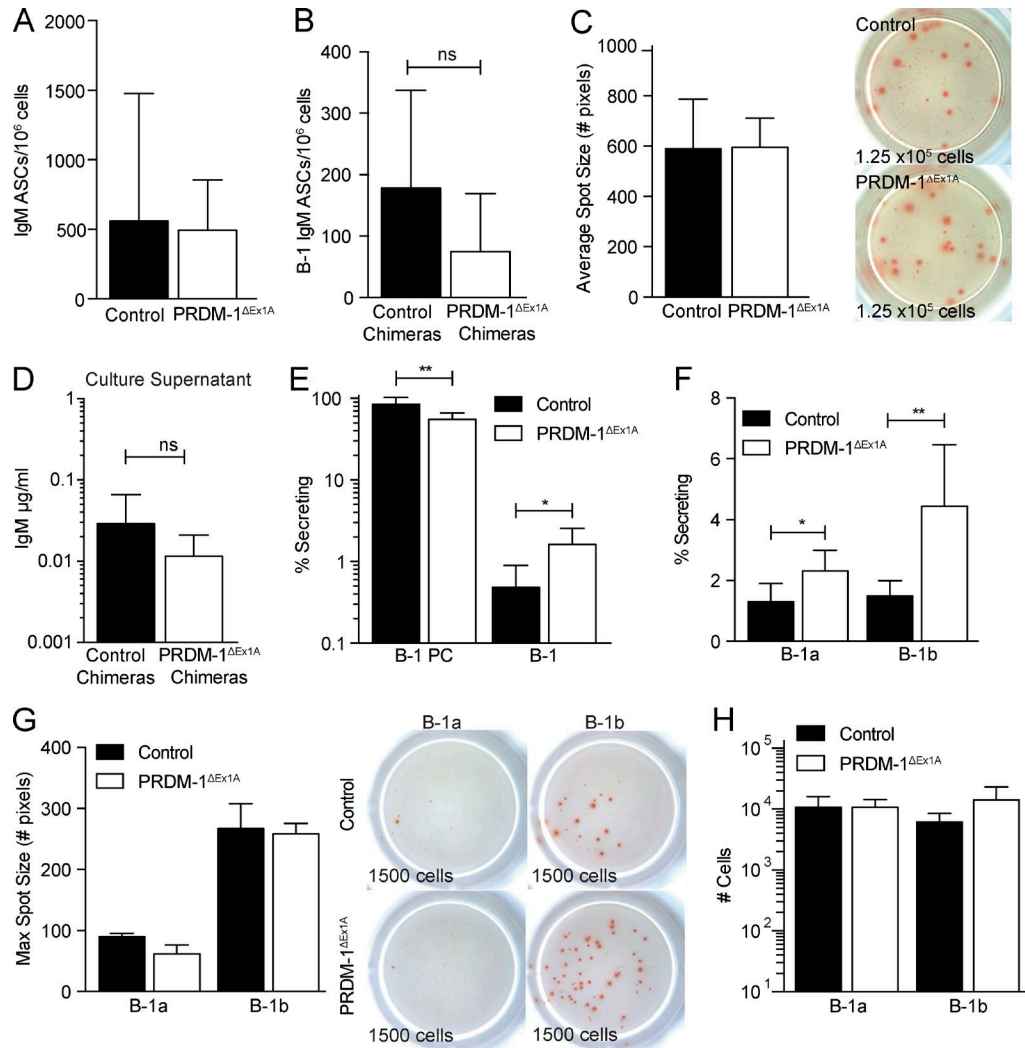 A
2000
1500
1000
500
0
IgM ASCs/10⁶ cells
Control PRDM-1ΔEx1A
B
400
300
200
100
0
B-1 IgM ASCs/10⁶ cells
ns
Control PRDM-1ΔEx1A
Chimeras Chimeras
C
1000
800
600
400
200
0
Average Spot Size (# pixels)
Control PRDM-1ΔEx1A
Control
1.25 x10⁵ cells
PRDM-1ΔEx1A
1.25 x10⁵ cells
D
Culture Supernatant
1
0.1
0.01
0.001
IgM µg/ml
ns
Control PRDM-1ΔEx1A
Chimeras Chimeras
E
100
10
1
0.1
% Secreting
**
*
Control
PRDM-1ΔEx1A
B-1 PC B-1
F
8
6
4
2
0
% Secreting
Control
PRDM-1ΔEx1A
*
**
B-1a B-1b
G
400
300
200
100
0
Max Spot Size (# pixels)
Control
PRDM-1ΔEx1A
B-1a B-1b
B-1a B-1b
Control
1500 cells 1500 cells
PRDM-1ΔEx1A
1500 cells 1500 cells
H
10⁵
10⁴
10³
10²
10¹
# Cells
Control
PRDM-1ΔEx1A
B-1a B-1b